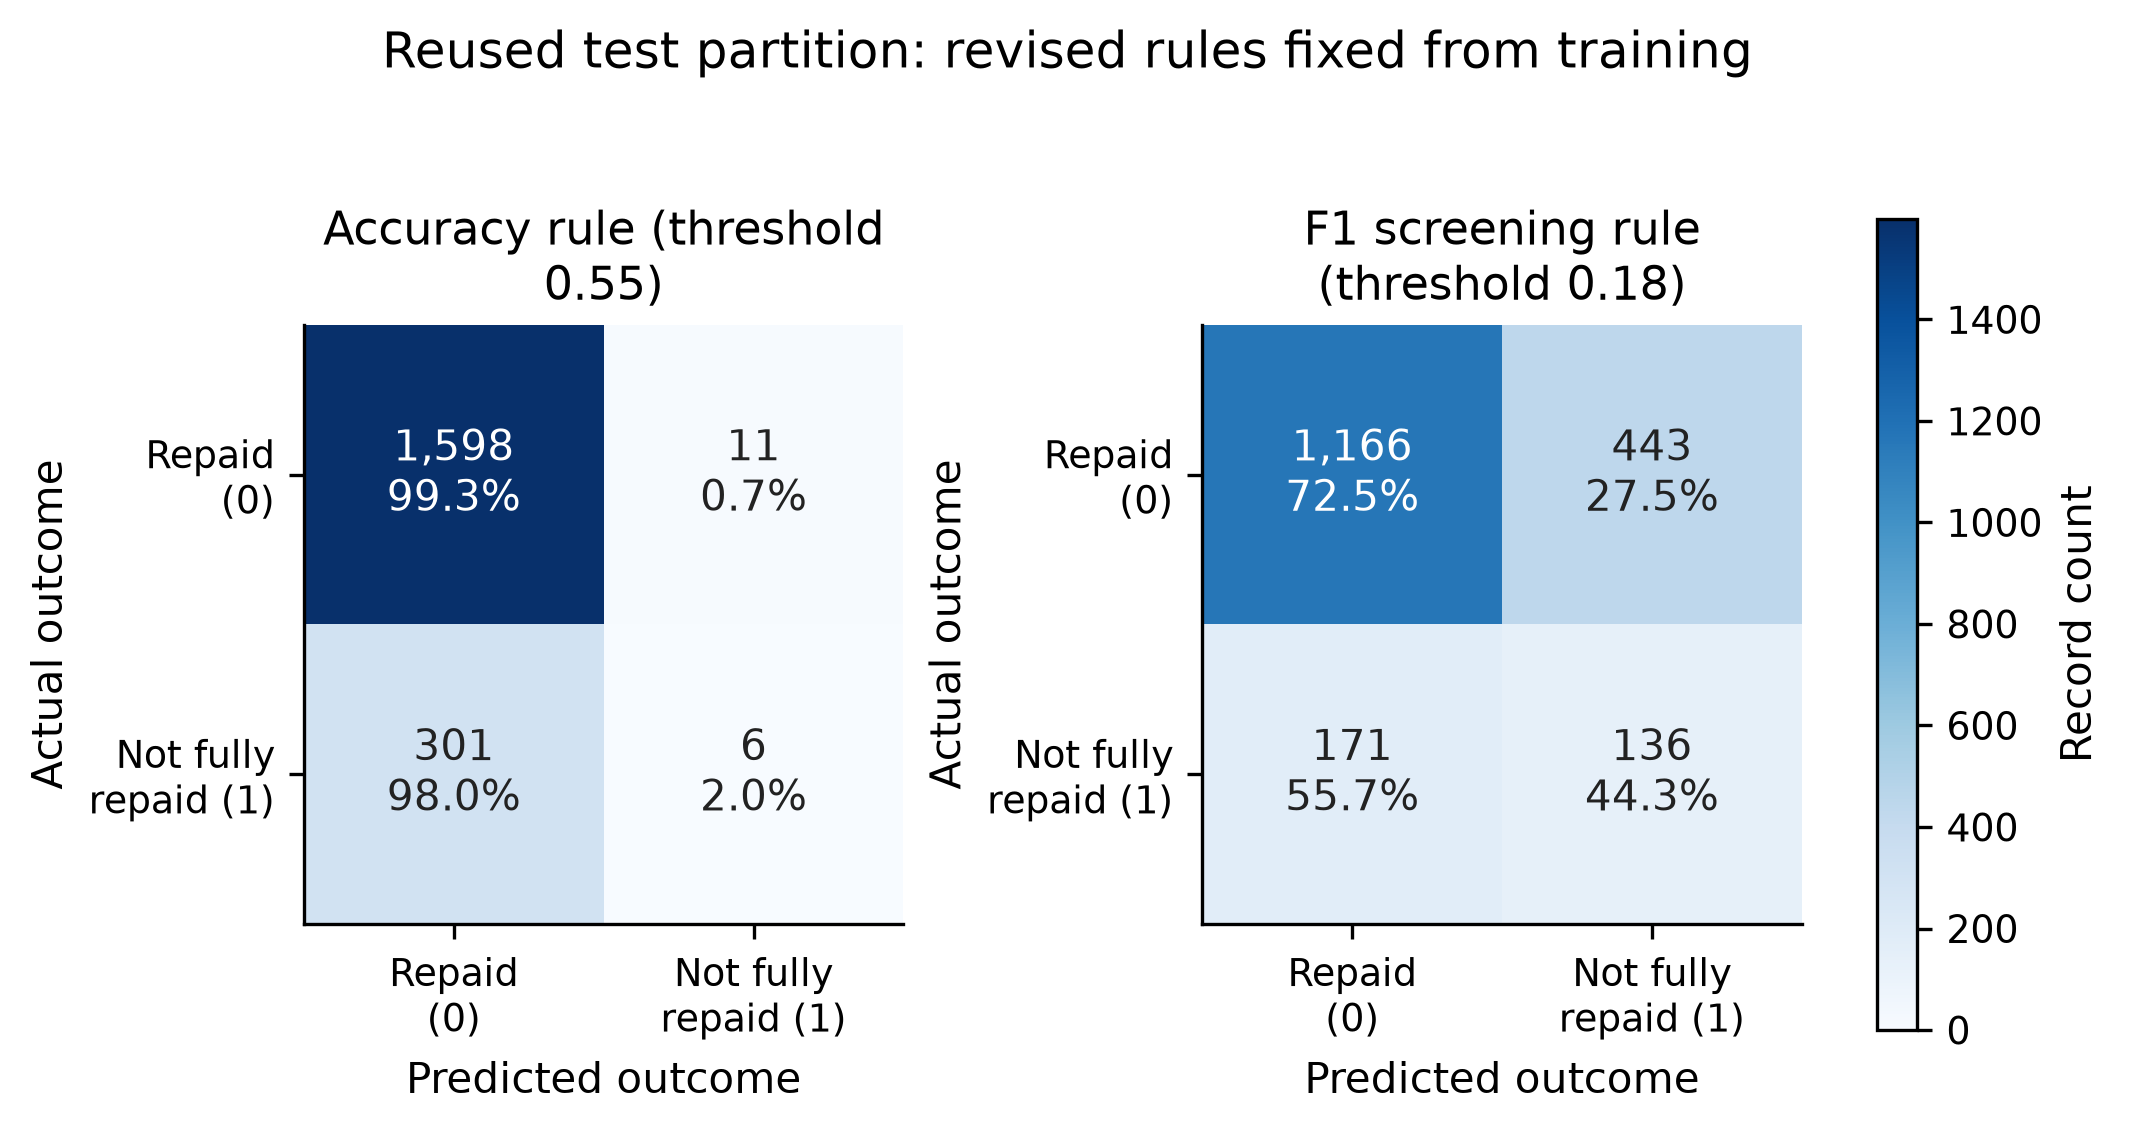 Reused test partition: revised rules fixed from training
Accuracy rule (threshold
0.55)
Actual outcome
Repaid
(0)
Not fully
repaid (1)
1,598
99.3%
11
0.7%
301
98.0%
6
2.0%
Repaid
(0)
Not fully
repaid (1)
Predicted outcome
F1 screening rule
(threshold 0.18)
Actual outcome
Repaid
(0)
Not fully
repaid (1)
1,166
72.5%
443
27.5%
171
55.7%
136
44.3%
Repaid
(0)
Not fully
repaid (1)
Predicted outcome
1400
1200
1000
800
600
400
200
0
Record count